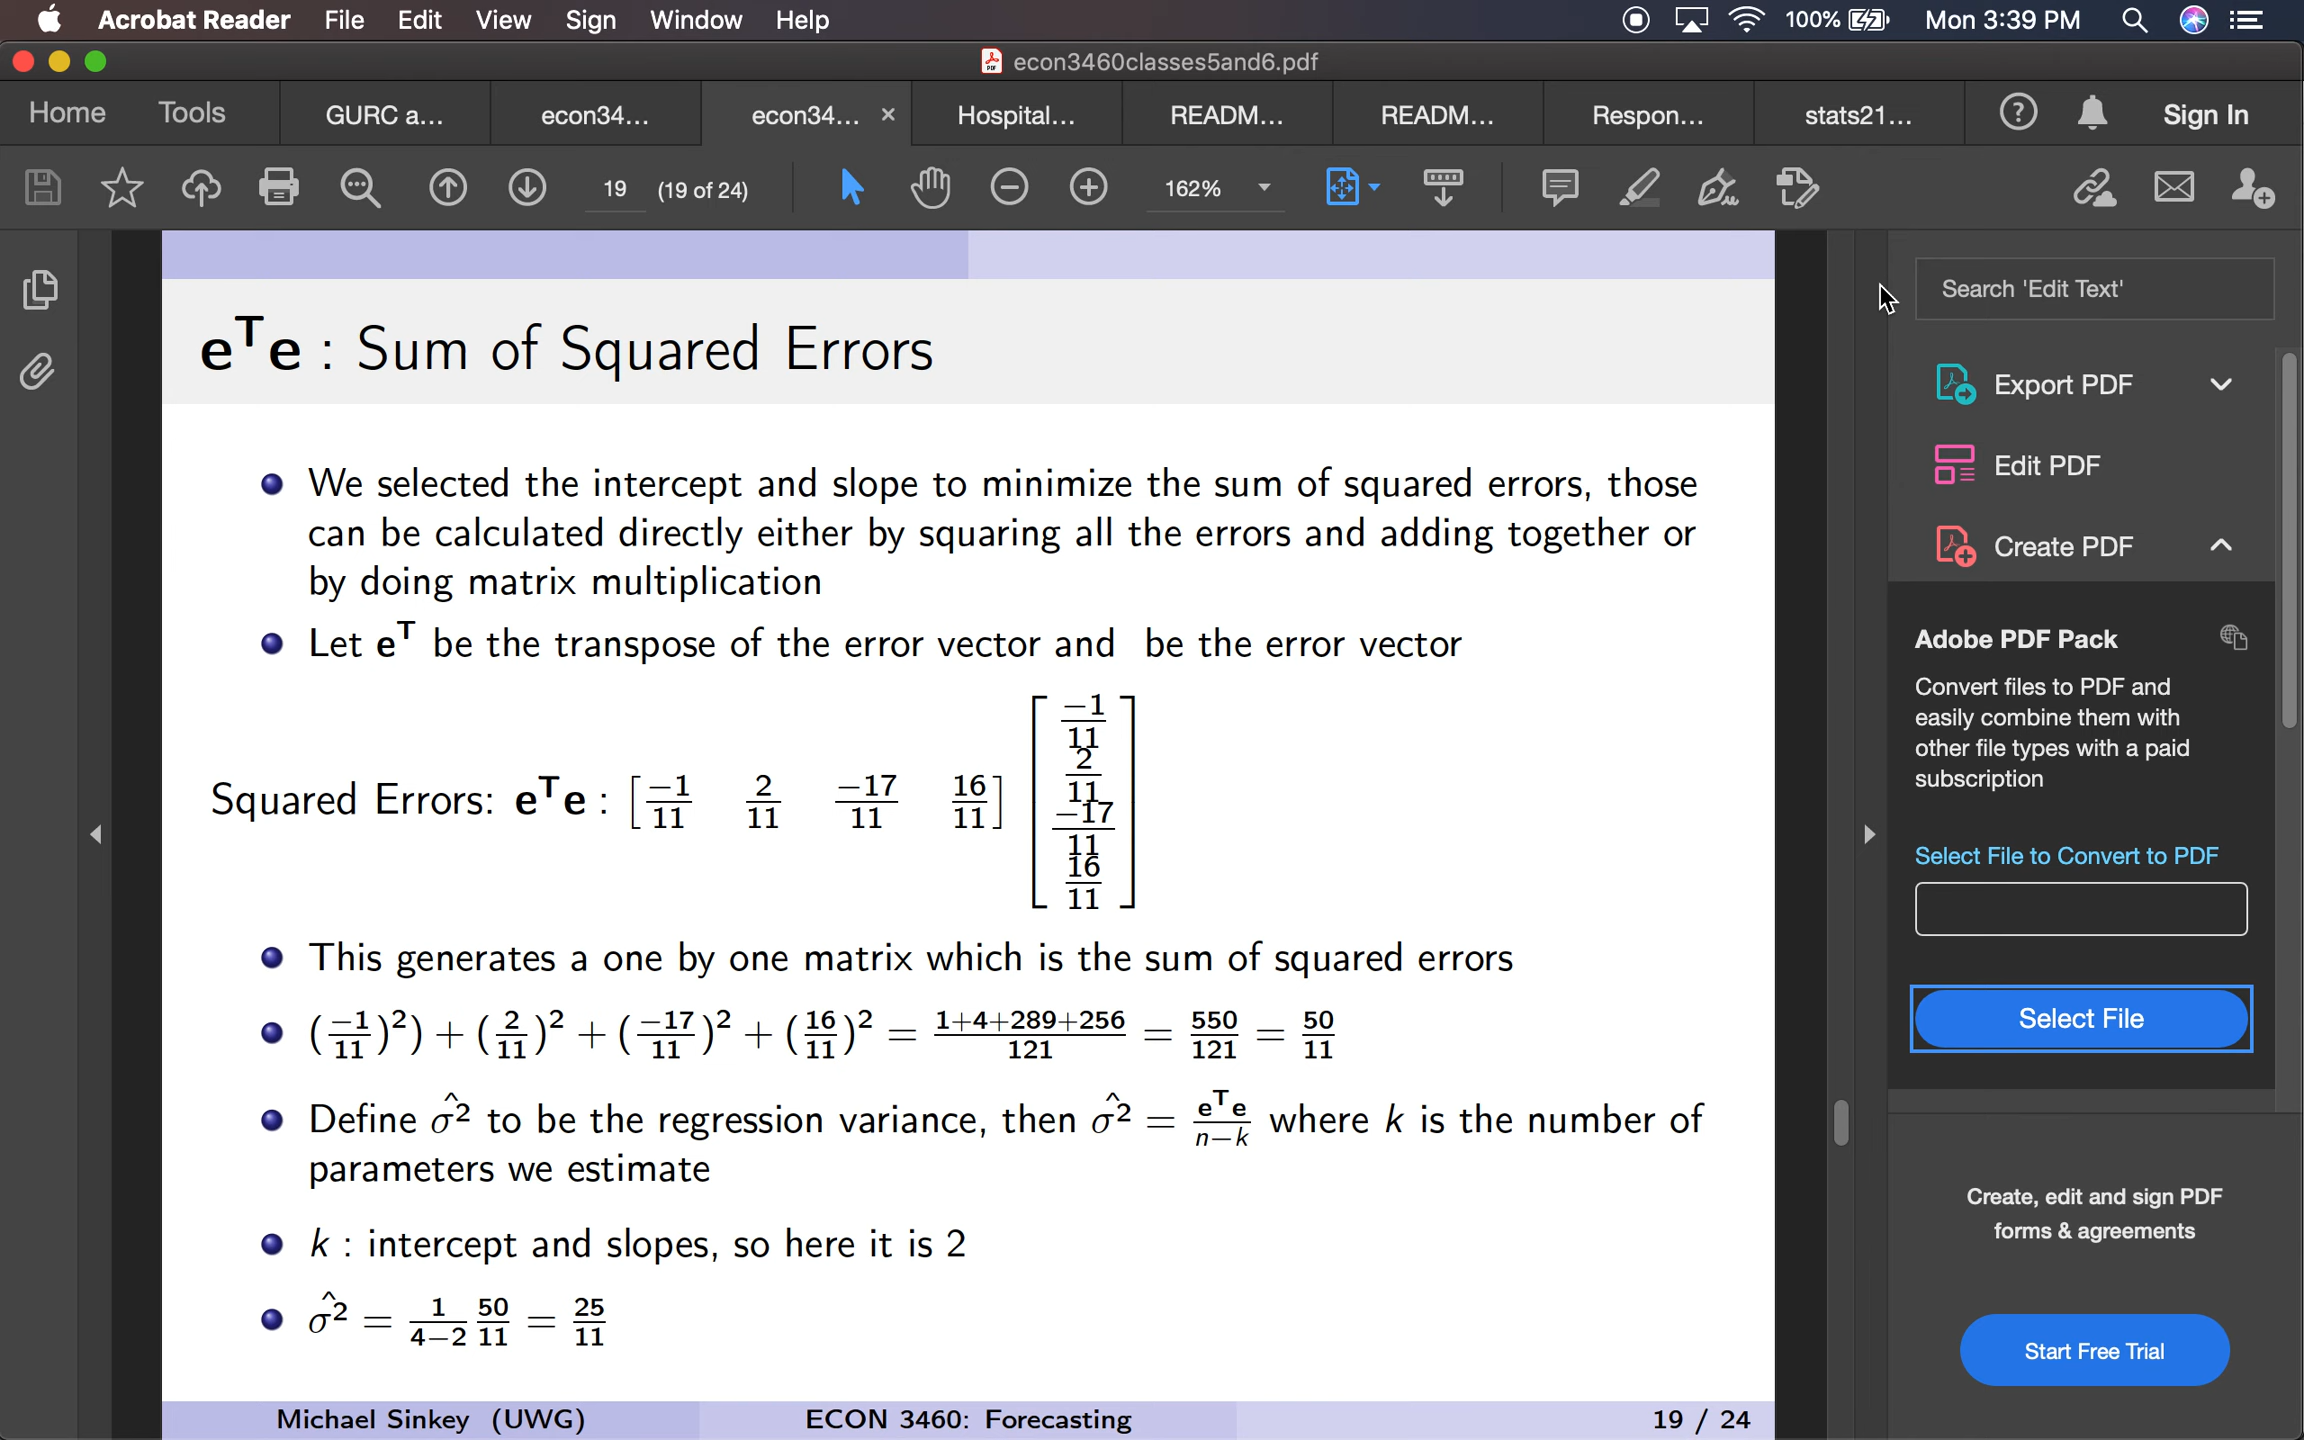 Acrobat Reader File Edit View Sign Window Help 100% Mon 3:39 PM
econ3460classes5and6.pdf
Home Tools GURC a... econ34... econ34... × Hospital... READM... READM... Respon... stats21... Sign In
19 (19 of 24) 162%
Search 'Edit Text'
Export PDF
Edit PDF
Create PDF
Adobe PDF Pack
Convert files to PDF and
easily combine them with
other file types with a paid
subscription
Select File to Convert to PDF
Select File
Create, edit and sign PDF
forms & agreements
Start Free Trial
eᵀe : Sum of Squared Errors
We selected the intercept and slope to minimize the sum of squared errors, those
can be calculated directly either by squaring all the errors and adding together or
by doing matrix multiplication
Let eᵀ be the transpose of the error vector and be the error vector
Squared Errors: eᵀe : [−1/11 2/11 −17/11 16/11] [−1/11 2/11 −17/11 16/11]
This generates a one by one matrix which is the sum of squared errors
(−1/11)²) + (2/11)² + (−17/11)² + (16/11)² = 1+4+289+256/121 = 550/121 = 50/11
Define σ̂² to be the regression variance, then σ̂² = eᵀe/n−k where k is the number of
parameters we estimate
k : intercept and slopes, so here it is 2
σ̂² = 1/4−2 50/11 = 25/11
Michael Sinkey (UWG) ECON 3460: Forecasting 19 / 24